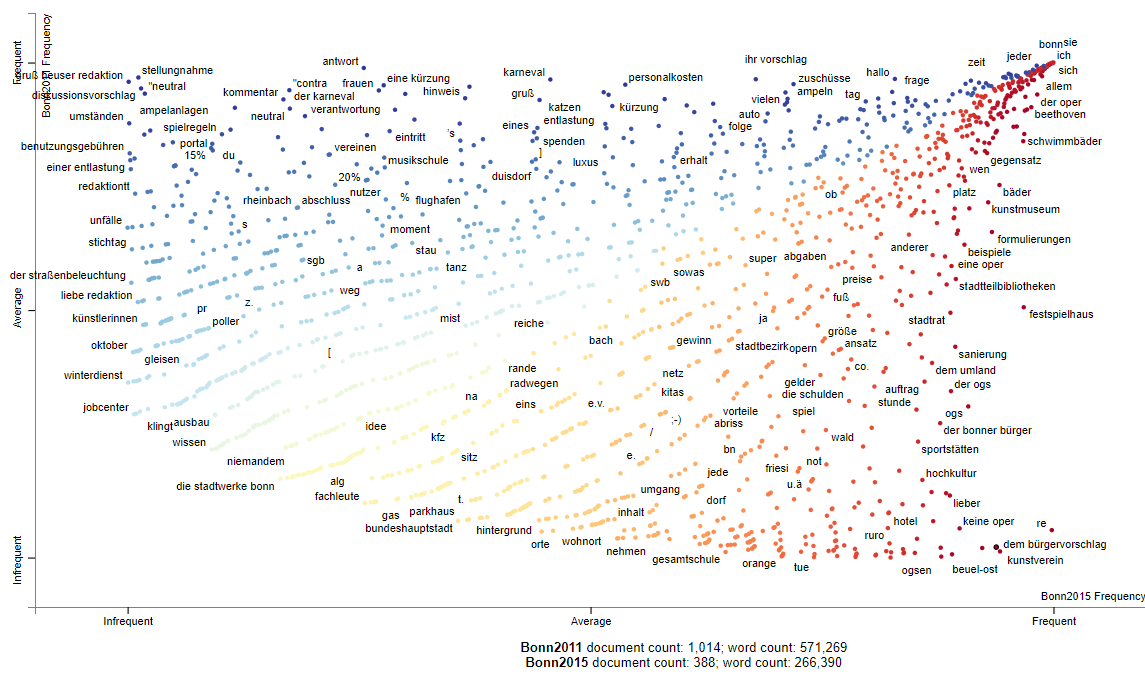 Bonn2011 Frequency
Frequent
Average
Infrequent
bonn
sie
ich
jeder
sich
zeit
allem
antwort
ihr vorschlag
stellungnahme
karneval
eine kürzung
personalkosten
zuschüsse
hallo
frage
"neutral
"contra
frauen
hinweis
ampeln
diskussionsvorschlag
kommentar
der karneval
gruß
vielen
tag
der oper
beethoven
ampelanlagen
verantwortung
katzen
kürzung
umständen
neutral
entlastung
auto
spielregeln
eines
folge
eintritt
's
benutzungsgebühren
portal
vereinen
spenden
schwimmbäder
15%
du
]
einer entlastung
musikschule
luxus
erhalt
gegensatz
20%
duisdorf
wen
redaktiontt
nutzer
rheinbach
abschluss
%
flughafen
ob
platz
bäder
kunstmuseum
unfälle
s
moment
stichtag
stau
anderer
formulierungen
sgb
a
tanz
super
abgaben
beispiele
eine oper
der straßenbeleuchtung
sowas
preise
swb
stadtteilbibliotheken
liebe redaktion
weg
fuß
pr
z.
künstlerinnen
poller
mist
reiche
ja
stadtrat
festspielhaus
größe
oktober
bach
gewinn
stadtbezirk
opern
ansatz
gleisen
[
sanierung
winterdienst
rande
netz
co.
dem umland
radwegen
gelder
der ogs
kitas
die schulden
auftrag
jobcenter
na
eins
e.v.
stunde
vorteile
spiel
ogs
klingt
ausbau
idee
;-)
abriss
der bonner bürger
wissen
kfz
/
wald
sitz
e.
bn
sportstätten
niemandem
friesi
not
jede
hochkultur
die stadtwerke bonn
alg
u.ä
fachleute
t.
umgang
dorf
lieber
gas
parkhaus
inhalt
hotel
keine oper
re
bundeshauptstadt
hintergrund
ruro
orte
wohnort
dem bürgervorschlag
nehmen
gesamtschule
orange
tue
ogsen
beuel-ost
kunstverein
Bonn2015 Frequency
Infrequent
Average
Frequent
Bonn2011 document count: 1,014; word count: 571,269
Bonn2015 document count: 388; word count: 266,390